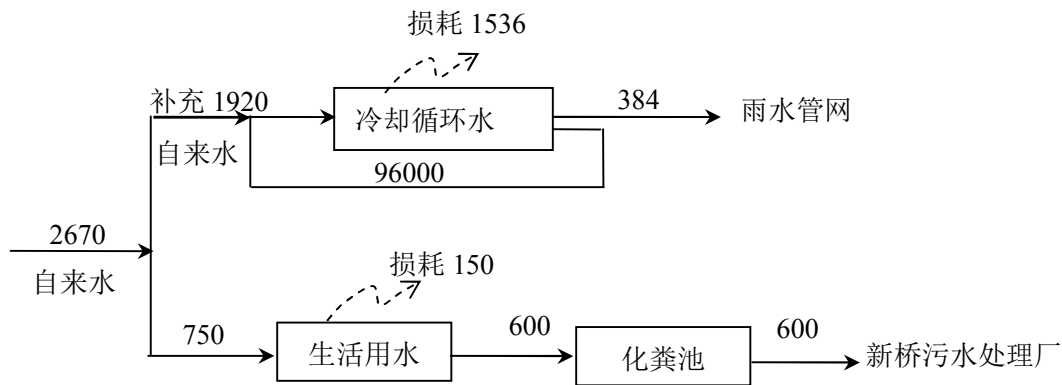 损耗 1536
补充 1920
冷却循环水
384
雨水管网
自来水
96000
2670
自来水
损耗 150
750
生活用水
600
化粪池
600
新桥污水处理厂